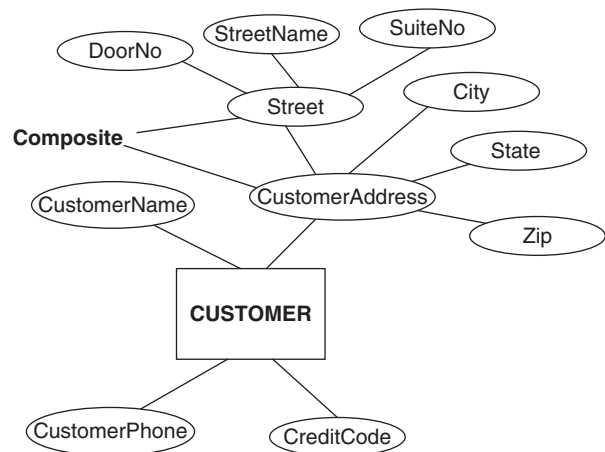 StreetName
SuiteNo
DoorNo
Street
City
Composite
State
CustomerAddress
CustomerName
Zip
CUSTOMER
CustomerPhone
CreditCode